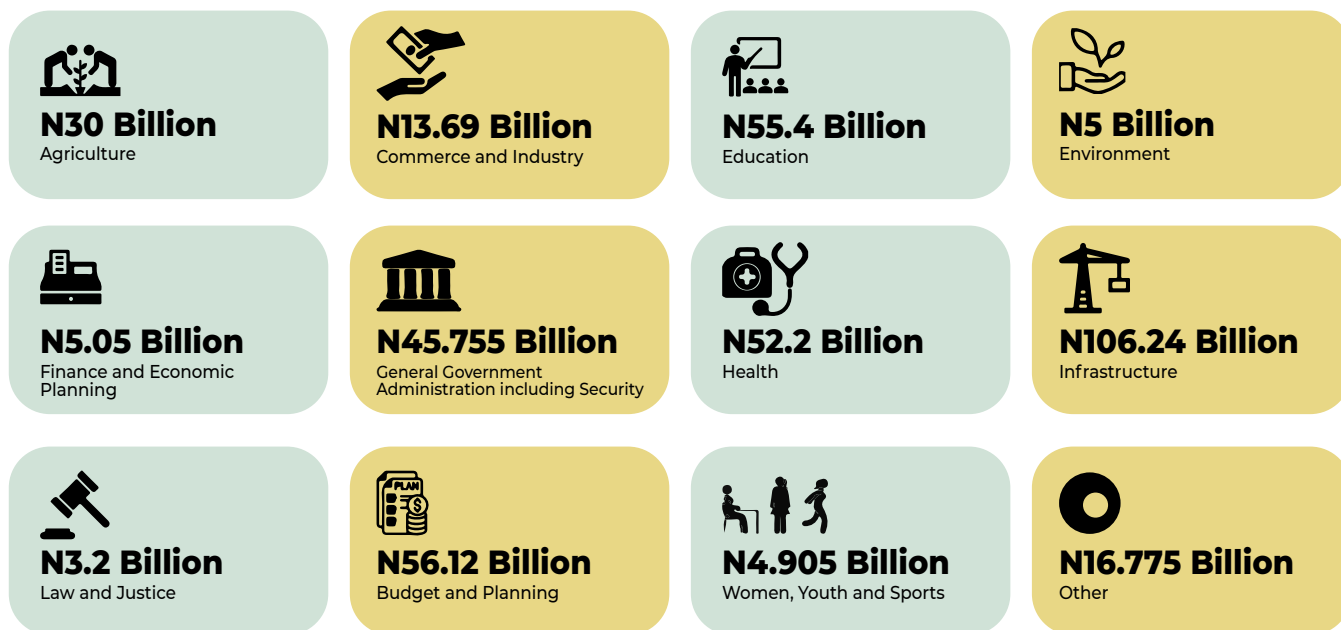 N30 Billion
Agriculture
N13.69 Billion
Commerce and Industry
N55.4 Billion
Education
N5 Billion
Environment
N5.05 Billion
Finance and Economic
Planning
N45.755 Billion
General Government
Administration including Security
N52.2 Billion
Health
N106.24 Billion
Infrastructure
N3.2 Billion
Law and Justice
PLAN
$
N56.12 Billion
Budget and Planning
N4.905 Billion
Women, Youth and Sports
N16.775 Billion
Other